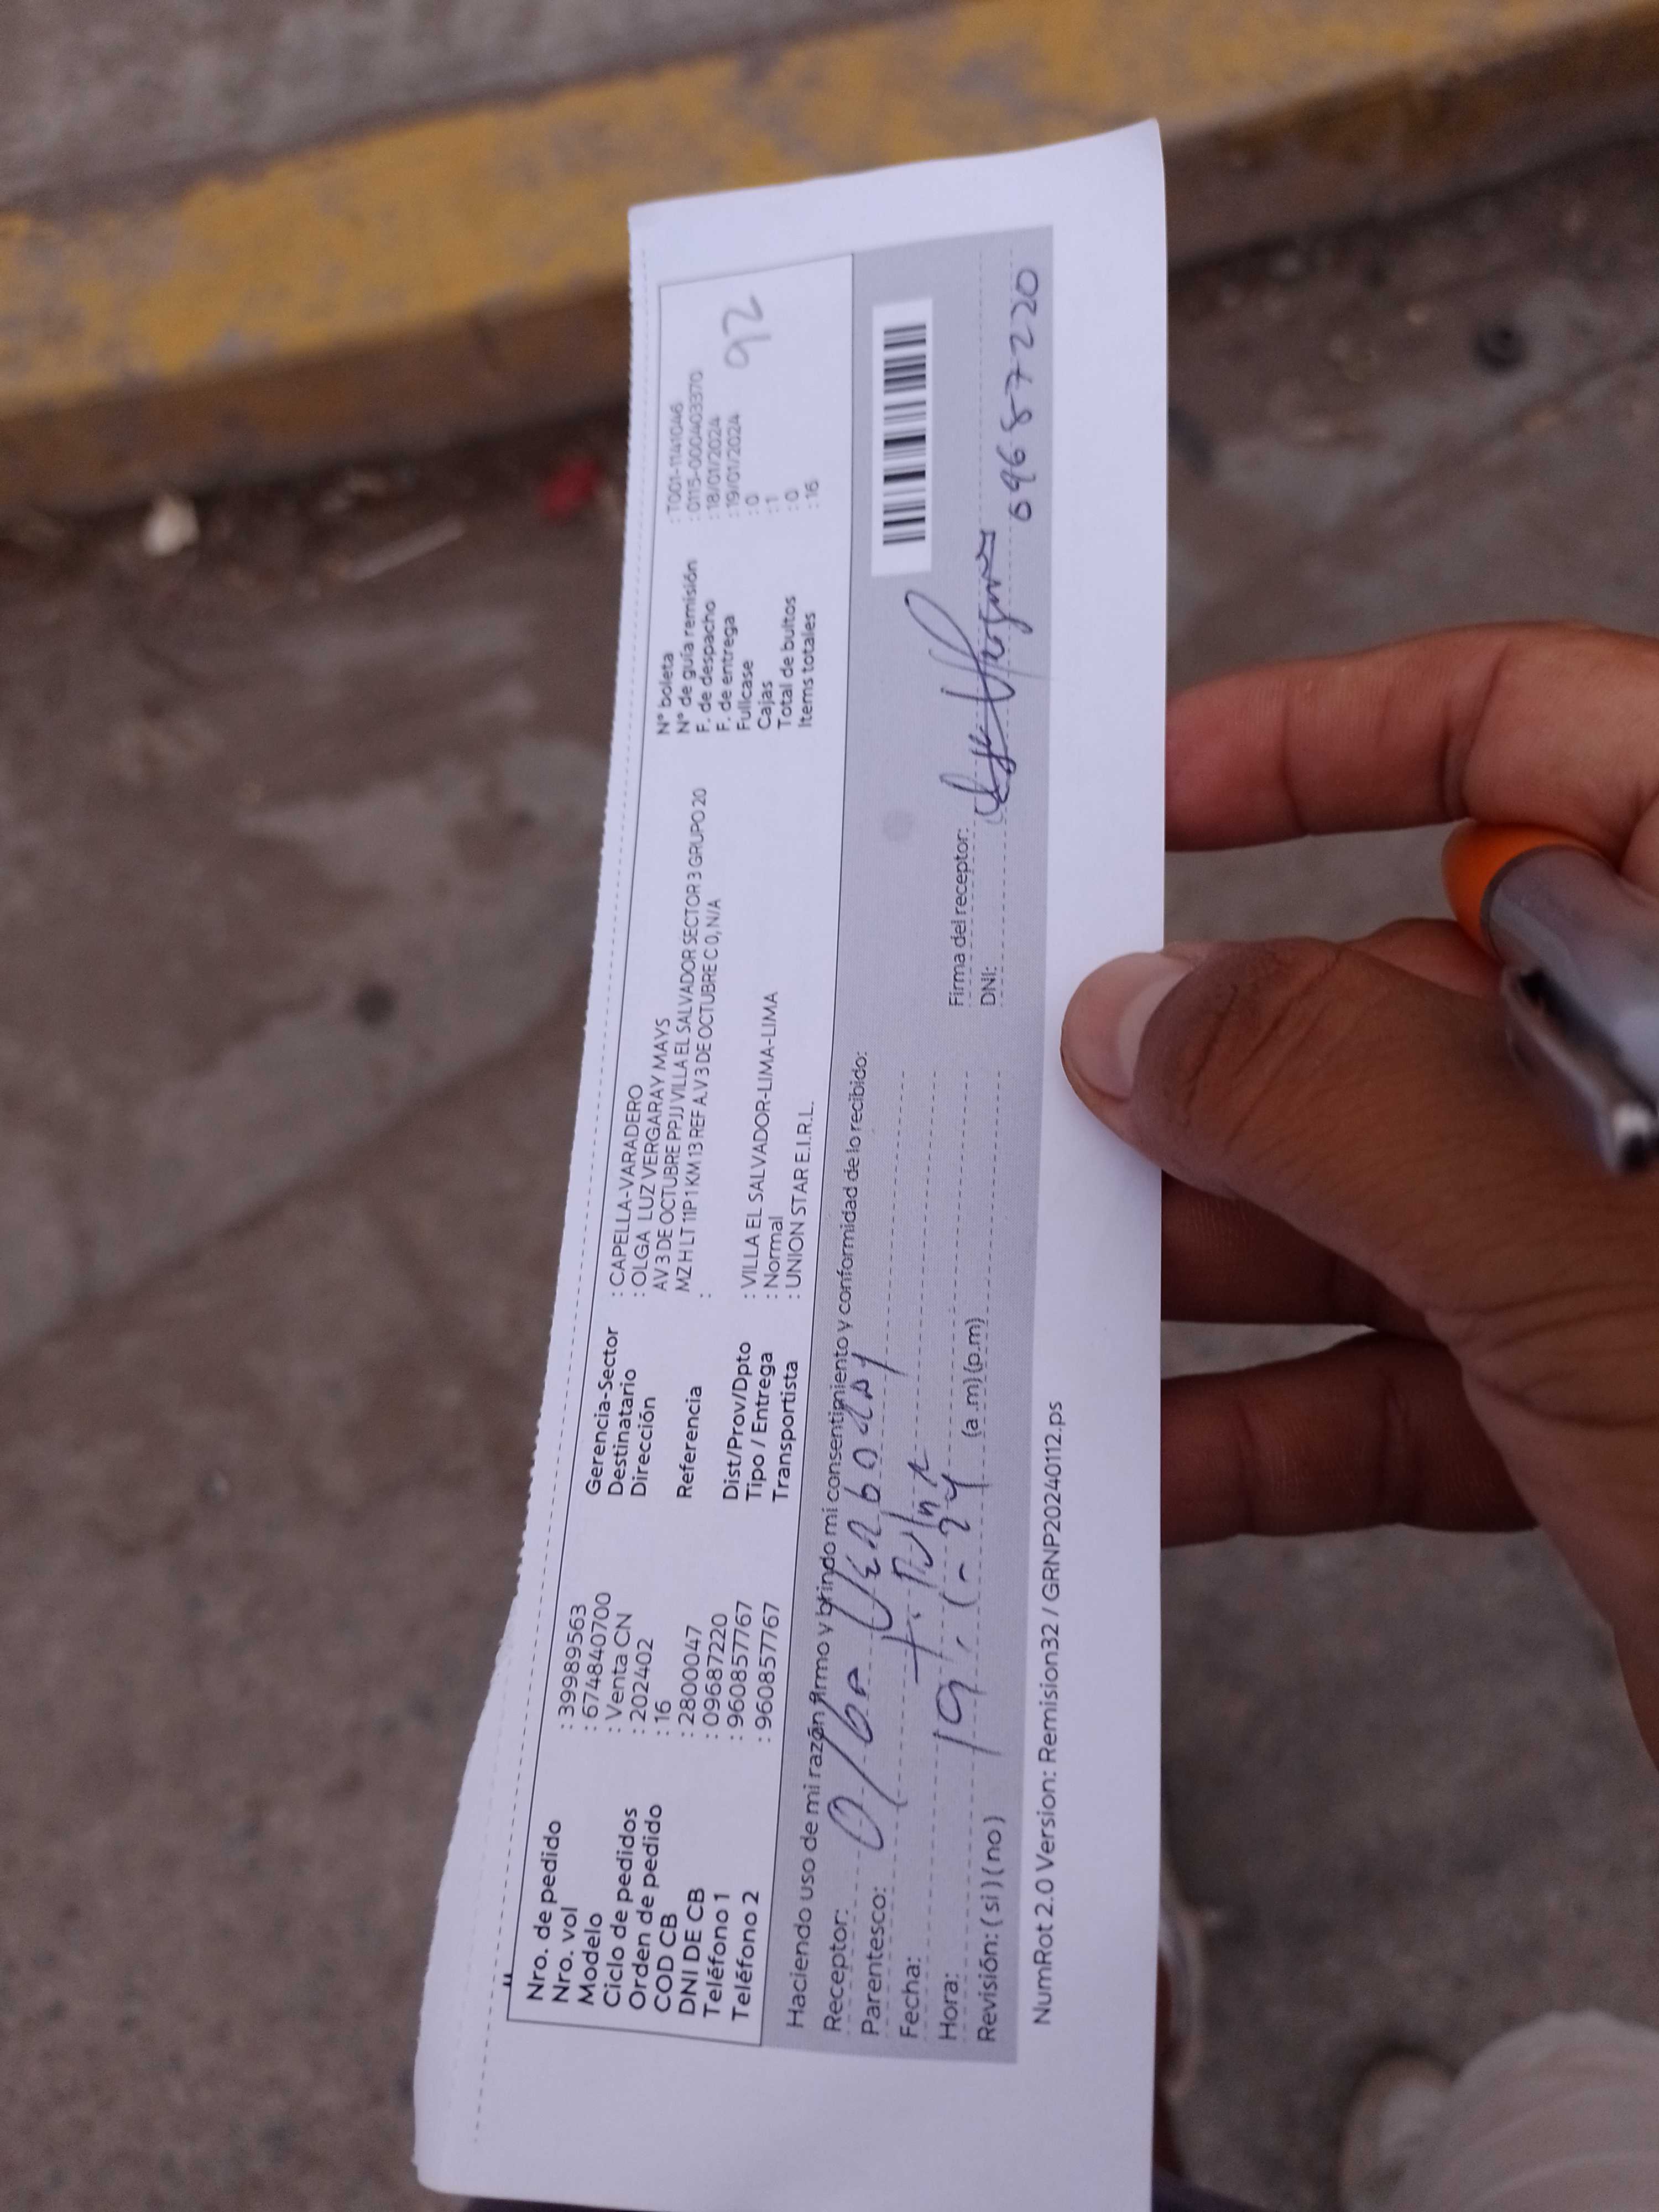 Nro. de pedido : 39989563
Nro. vol : 6748407​00
Modelo : Venta CN
Ciclo de pedidos : 202402
Orden de pedido : 16
COD CB : 2800047
DNI DE CB : 09687220
Teléfono 1 : 960857767
Teléfono 2 : 960857767
Gerencia-Sector : CAPELLA-VARADERO
Destinatario : OLGA LUZ VERGARAY MAYS
Dirección AV 3 DE OCTUBRE PPJJ VILLA EL SALVADOR SECTOR 3 GRUPO 20
MZ H LT 11P 1 KM 13 REF A.V 3 DE OCTUBRE C 0, N/A
Referencia :
Dist/Prov/Dpto : VILLA EL SALVADOR-LIMA-LIMA
Tipo / Entrega : Normal
Transportista : UNION STAR E.I.R.L.
N° boleta : T001-1141046
N° de guía remisión : 0115-0000403370
F. de despacho : 18/01/2024
F. de entrega : 19/01/2024
Fullcase : 0
Cajas : 1
Total de bultos : 0
Items totales : 16
92
Haciendo uso de mi razón firmo y brindo mi consentimiento y conformidad de lo recibido:
Receptor: Olga
Parentesco:
Fecha:
Hora: (a .m) (p.m)
Revisión: ( si ) ( no )
Firma del receptor:
DNI: 09687220
NumRot 2.0 Version: Remision32 / GRNP20240112.ps